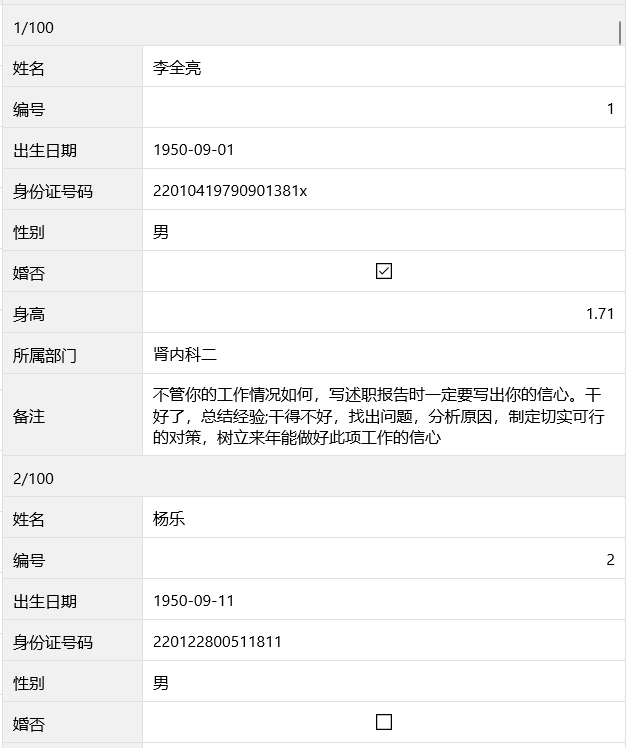 1/100
姓名 李全亮
编号 1
出生日期 1950-09-01
身份证号码 22010419790901381x
性别 男
婚否
身高 1.71
所属部门 肾内科二
备注 不管你的工作情况如何，写述职报告时一定要写出你的信心。干
好了，总结经验;干得不好，找出问题，分析原因，制定切实可行
的对策，树立来年能做好此项工作的信心
2/100
姓名 杨乐
编号 2
出生日期 1950-09-11
身份证号码 220122800511811
性别 男
婚否